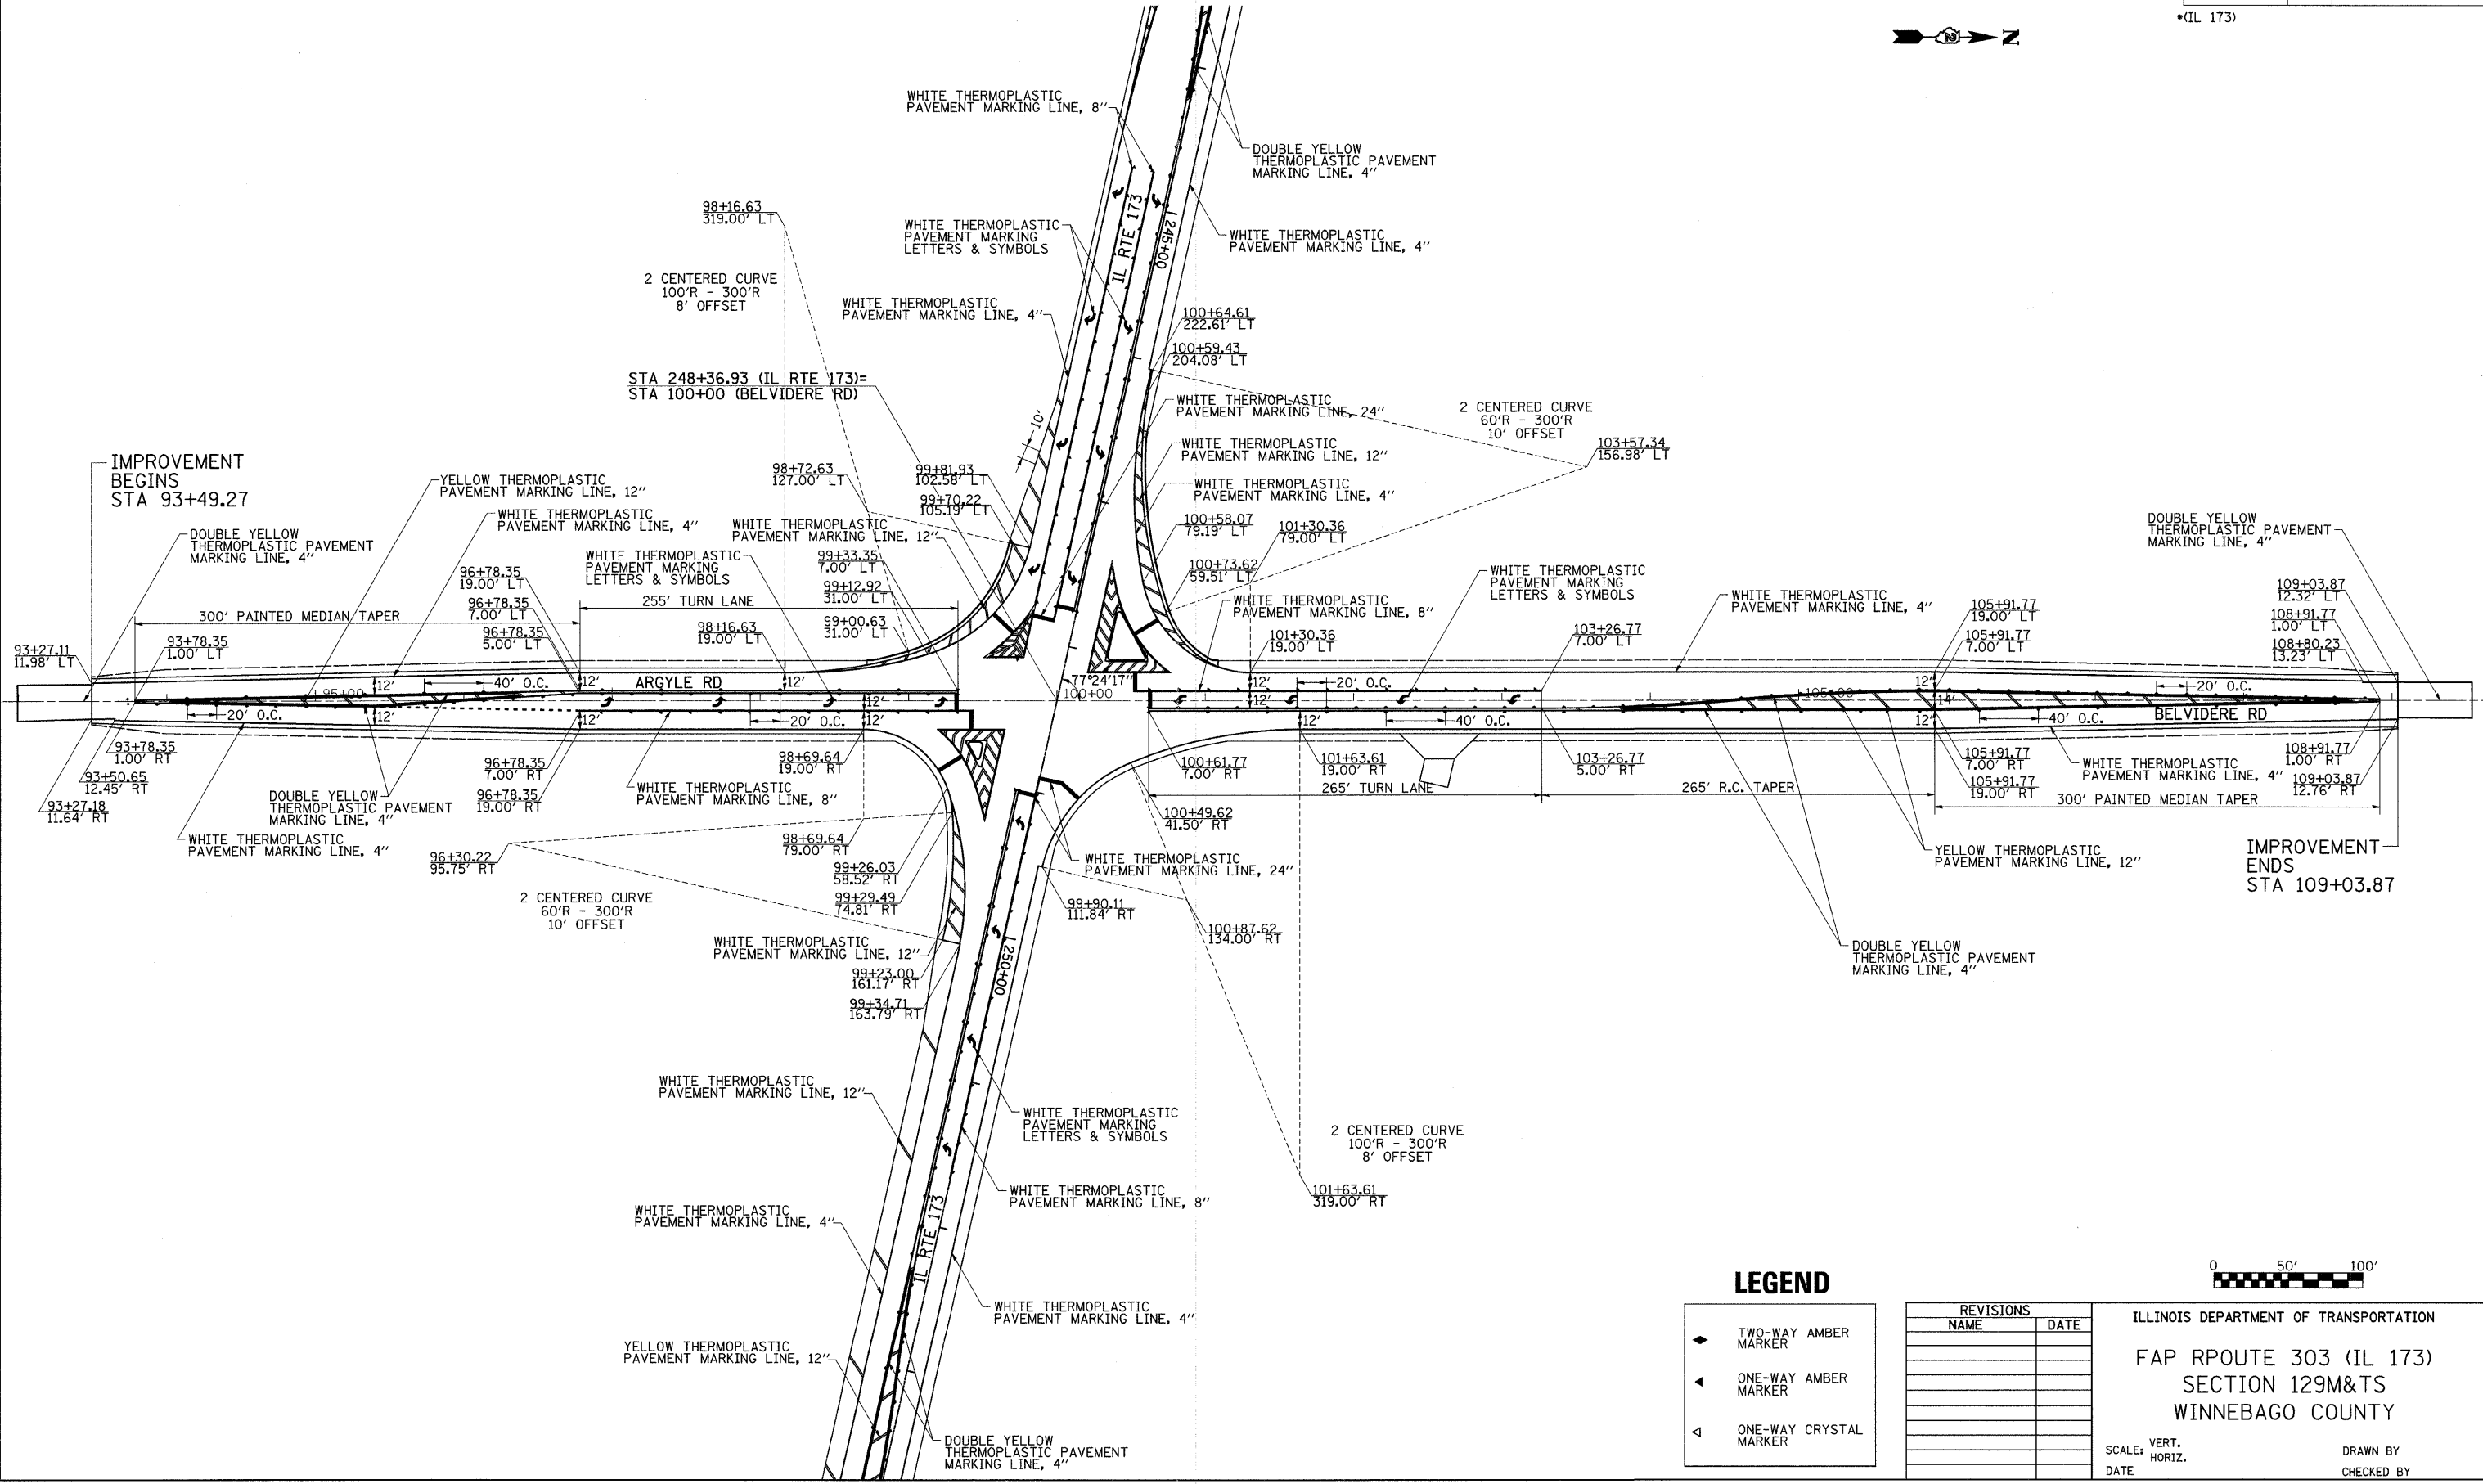 *(IL 173)
N
WHITE THERMOPLASTIC
PAVEMENT MARKING LINE, 8"
DOUBLE YELLOW
THERMOPLASTIC PAVEMENT
MARKING LINE, 4"
98+16.63
319.00' LT
WHITE THERMOPLASTIC
PAVEMENT MARKING
LETTERS & SYMBOLS
IL RTE 173
245+00
WHITE THERMOPLASTIC
PAVEMENT MARKING LINE, 4"
2 CENTERED CURVE
100'R - 300'R
8' OFFSET
WHITE THERMOPLASTIC
PAVEMENT MARKING LINE, 4"
100+64.61
222.61' LT
100+59.43
204.08' LT
STA 248+36.93 (IL RTE 173)=
STA 100+00 (BELVIDERE RD)
WHITE THERMOPLASTIC
PAVEMENT MARKING LINE, 24"
2 CENTERED CURVE
60'R - 300'R
10' OFFSET
10'
WHITE THERMOPLASTIC
PAVEMENT MARKING LINE, 12"
103+57.34
156.98' LT
IMPROVEMENT
BEGINS
STA 93+49.27
YELLOW THERMOPLASTIC
PAVEMENT MARKING LINE, 12"
98+72.63
127.00' LT
99+81.93
102.58' LT
99+70.22
105.19' LT
WHITE THERMOPLASTIC
PAVEMENT MARKING LINE, 4"
DOUBLE YELLOW
THERMOPLASTIC PAVEMENT
MARKING LINE, 4"
WHITE THERMOPLASTIC
PAVEMENT MARKING LINE, 4"
WHITE THERMOPLASTIC
PAVEMENT MARKING LINE, 12"
100+58.07
79.19' LT
101+30.36
79.00' LT
DOUBLE YELLOW
THERMOPLASTIC PAVEMENT
MARKING LINE, 4"
WHITE THERMOPLASTIC
PAVEMENT MARKING
LETTERS & SYMBOLS
99+33.35
7.00' LT
99+12.92
31.00' LT
99+00.63
31.00' LT
100+73.62
59.51' LT
WHITE THERMOPLASTIC
PAVEMENT MARKING
LETTERS & SYMBOLS
96+78.35
19.00' LT
96+78.35
7.00' LT
96+78.35
5.00' LT
300' PAINTED MEDIAN TAPER
255' TURN LANE
98+16.63
19.00' LT
WHITE THERMOPLASTIC
PAVEMENT MARKING LINE, 8"
101+30.36
19.00' LT
103+26.77
7.00' LT
WHITE THERMOPLASTIC
PAVEMENT MARKING LINE, 4"
105+91.77
19.00' LT
105+91.77
7.00' LT
109+03.87
12.32' LT
108+91.77
1.00' LT
108+80.23
13.23' LT
93+27.11
11.98' LT
93+78.35
1.00' LT
95+00
12'
40' O.C.
12'
ARGYLE RD
12'
77°24'17"
100+00
12'
20' O.C.
105+00
12'
20' O.C.
20' O.C.
12'
12'
20' O.C.
12'
12'
12'
12'
40' O.C.
14'
12'
40' O.C.
BELVIDERE RD
93+78.35
1.00' RT
93+50.65
12.45' RT
93+27.18
11.64' RT
96+78.35
7.00' RT
96+78.35
19.00' RT
98+69.64
19.00' RT
100+61.77
7.00' RT
101+63.61
19.00' RT
103+26.77
5.00' RT
105+91.77
7.00' RT
105+91.77
19.00' RT
108+91.77
1.00' RT
109+03.87
12.76' RT
WHITE THERMOPLASTIC
PAVEMENT MARKING LINE, 4"
DOUBLE YELLOW
THERMOPLASTIC PAVEMENT
MARKING LINE, 4"
WHITE THERMOPLASTIC
PAVEMENT MARKING LINE, 8"
265' TURN LANE
265' R.C. TAPER
300' PAINTED MEDIAN TAPER
100+49.62
41.50' RT
WHITE THERMOPLASTIC
PAVEMENT MARKING LINE, 4"
98+69.64
79.00' RT
96+30.22
95.75' RT
99+26.03
58.52' RT
99+29.49
74.81' RT
WHITE THERMOPLASTIC
PAVEMENT MARKING LINE, 24"
YELLOW THERMOPLASTIC
PAVEMENT MARKING LINE, 12"
IMPROVEMENT
ENDS
STA 109+03.87
2 CENTERED CURVE
60'R - 300'R
10' OFFSET
99+90.11
111.84' RT
100+87.62
134.00' RT
WHITE THERMOPLASTIC
PAVEMENT MARKING LINE, 12"
250+00
DOUBLE YELLOW
THERMOPLASTIC PAVEMENT
MARKING LINE, 4"
99+23.00
161.17' RT
99+34.71
163.79' RT
WHITE THERMOPLASTIC
PAVEMENT MARKING LINE, 12"
WHITE THERMOPLASTIC
PAVEMENT MARKING
LETTERS & SYMBOLS
2 CENTERED CURVE
100'R - 300'R
8' OFFSET
101+63.61
319.00' RT
WHITE THERMOPLASTIC
PAVEMENT MARKING LINE, 8"
WHITE THERMOPLASTIC
PAVEMENT MARKING LINE, 4"
IL RTE 173
WHITE THERMOPLASTIC
PAVEMENT MARKING LINE, 4"
YELLOW THERMOPLASTIC
PAVEMENT MARKING LINE, 12"
DOUBLE YELLOW
THERMOPLASTIC PAVEMENT
MARKING LINE, 4"
LEGEND
TWO-WAY AMBER
MARKER
ONE-WAY AMBER
MARKER
ONE-WAY CRYSTAL
MARKER
0 50' 100'
REVISIONS
NAME DATE
ILLINOIS DEPARTMENT OF TRANSPORTATION
FAP RPOUTE 303 (IL 173)
SECTION 129M&TS
WINNEBAGO COUNTY
SCALE: VERT.
HORIZ.
DATE
DRAWN BY
CHECKED BY